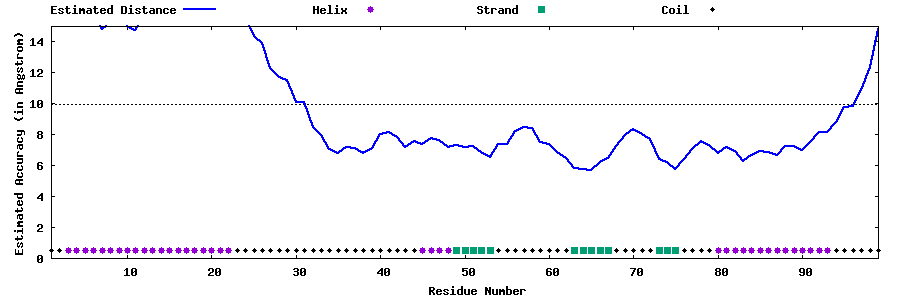 Estimated Distance Helix Strand Coil
Estimated Accuracy (in Angstrom)
14
12
10
8
6
4
2
0
10 20 30 40 50 60 70 80 90
Residue Number